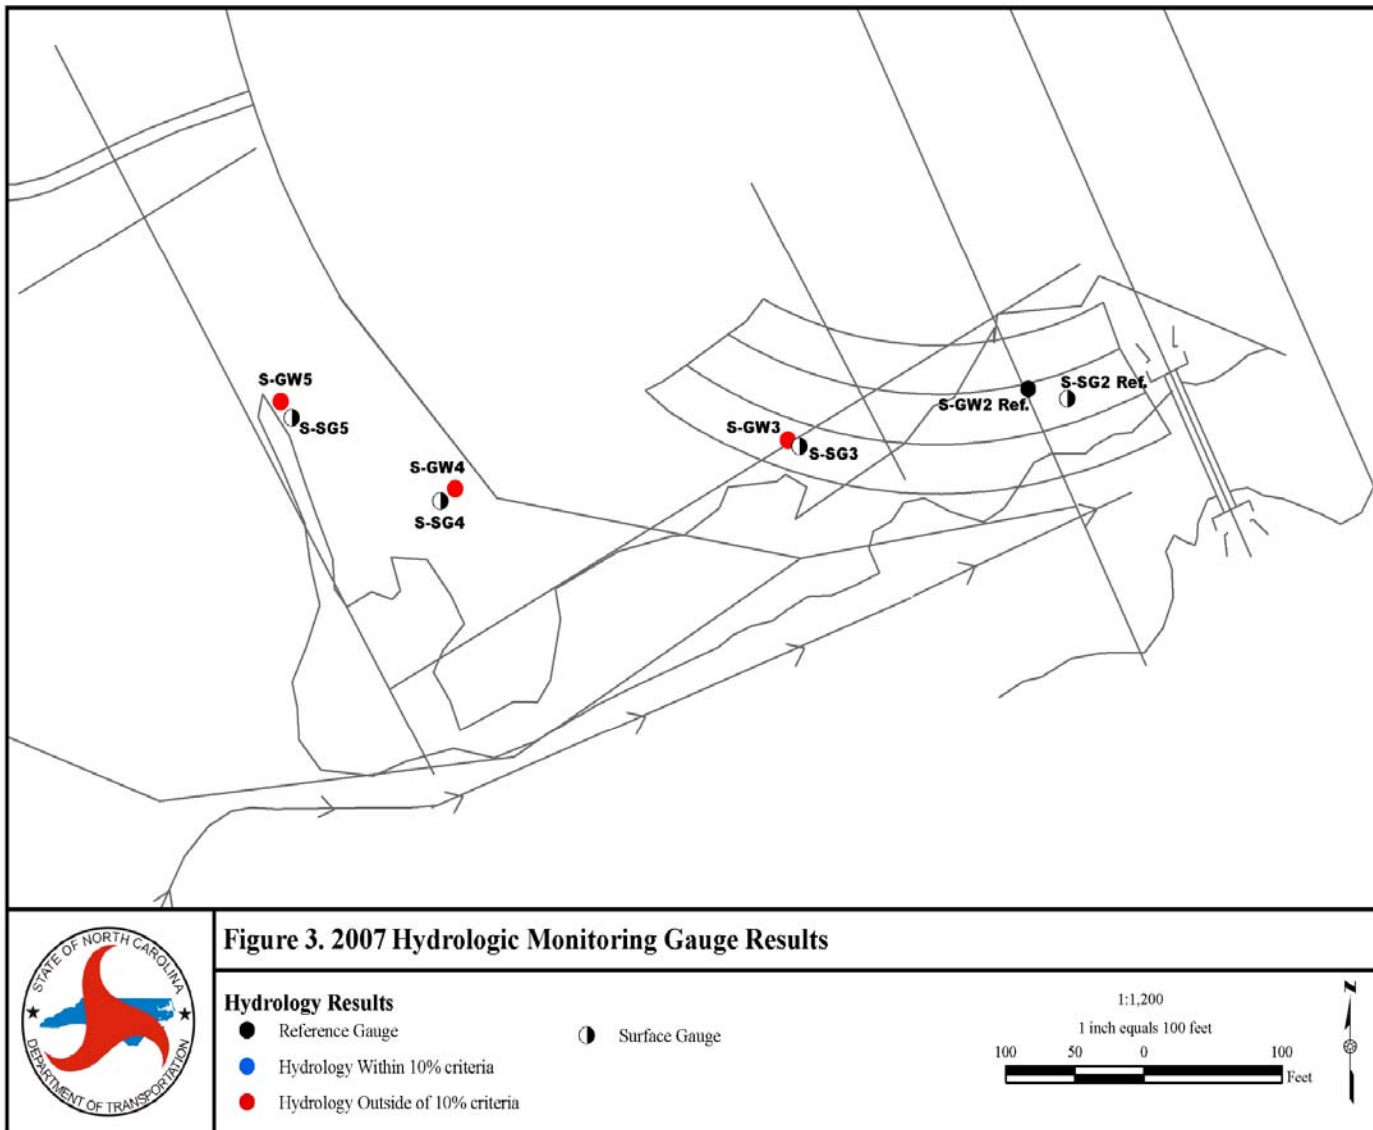 S-GW5
S-SG5
S-GW4
S-SG4
S-GW3
S-SG3
S-SG2 Ref.
S-GW2 Ref.
STATE OF NORTH CAROLINA
DEPARTMENT OF TRANSPORTATION
Figure 3. 2007 Hydrologic Monitoring Gauge Results
Hydrology Results
Reference Gauge
Surface Gauge
Hydrology Within 10% criteria
Hydrology Outside of 10% criteria
1:1,200
1 inch equals 100 feet
100 50 0 100
Feet
N